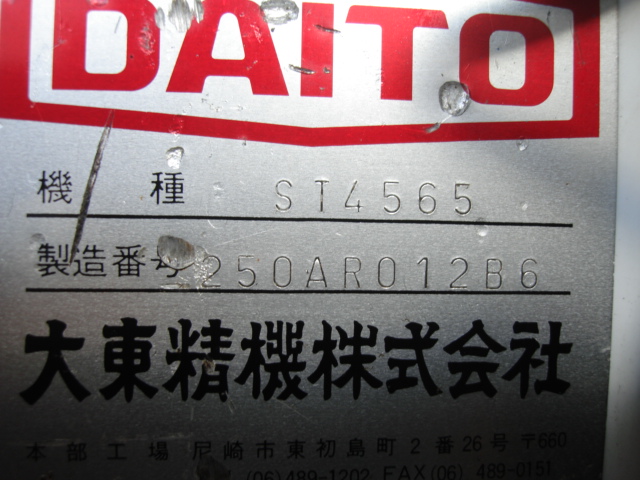 DAITO
機種 ST4565
製造番号 250AR012B6
大東精機株式会社
本部工場 尼崎市東初島町2番26号〒660
(06)489-1202 FAX(06)489-0151